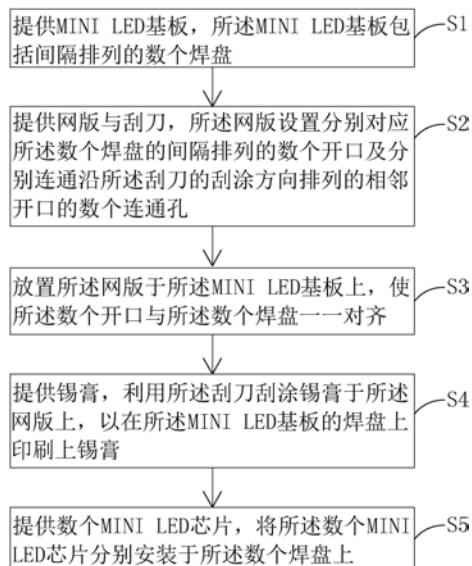 提供MINI LED基板，所述MINI LED基板包
括间隔排列的数个焊盘
S1
提供网版与刮刀，所述网版设置分别对应
所述数个焊盘的间隔排列的数个开口及分
别连通沿所述刮刀的刮涂方向排列的相邻
开口的数个连通孔
S2
放置所述网版于所述MINI LED基板上，使
所述数个开口与所述数个焊盘一一对齐
S3
提供锡膏，利用所述刮刀刮涂锡膏于所述
网版上，以在所述MINI LED基板的焊盘上
印刷上锡膏
S4
提供数个MINI LED芯片，将所述数个MINI
LED芯片分别安装于所述数个焊盘上
S5